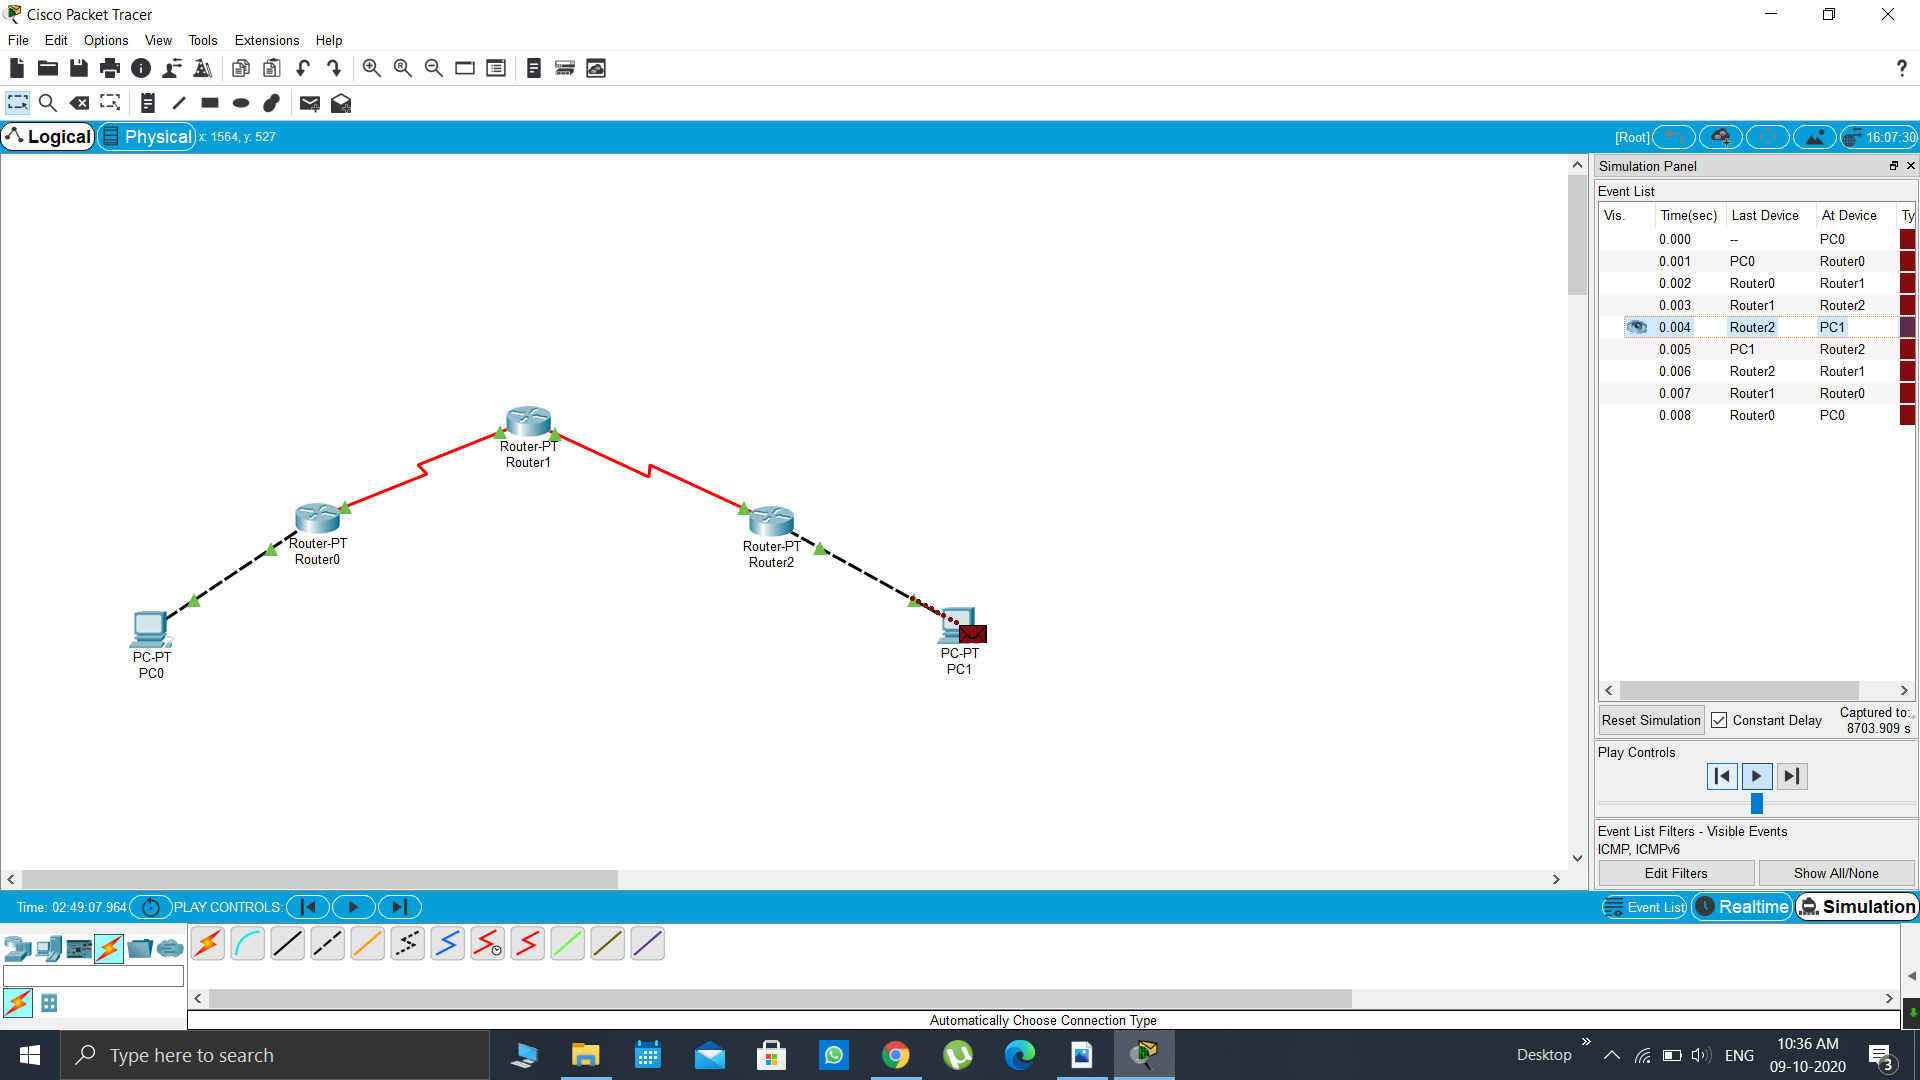 Cisco Packet Tracer
File Edit Options View Tools Extensions Help
?
Logical Physical x: 1564, y: 527 [Root] 16:07:30
Simulation Panel
Event List
Vis. Time(sec) Last Device At Device Ty
0.000 -- PC0
0.001 PC0 Router0
0.002 Router0 Router1
0.003 Router1 Router2
0.004 Router2 PC1
0.005 PC1 Router2
0.006 Router2 Router1
0.007 Router1 Router0
0.008 Router0 PC0
Router-PT
Router1
Router-PT
Router0
Router-PT
Router2
PC-PT
PC0
PC-PT
PC1
Reset Simulation Constant Delay Captured to:
8703.909 s
Play Controls
Event List Filters - Visible Events
ICMP, ICMPv6
Edit Filters Show All/None
Time: 02:49:07.964 PLAY CONTROLS: Event List Realtime Simulation
Automatically Choose Connection Type
Type here to search
Desktop ENG 10:36 AM
09-10-2020
3